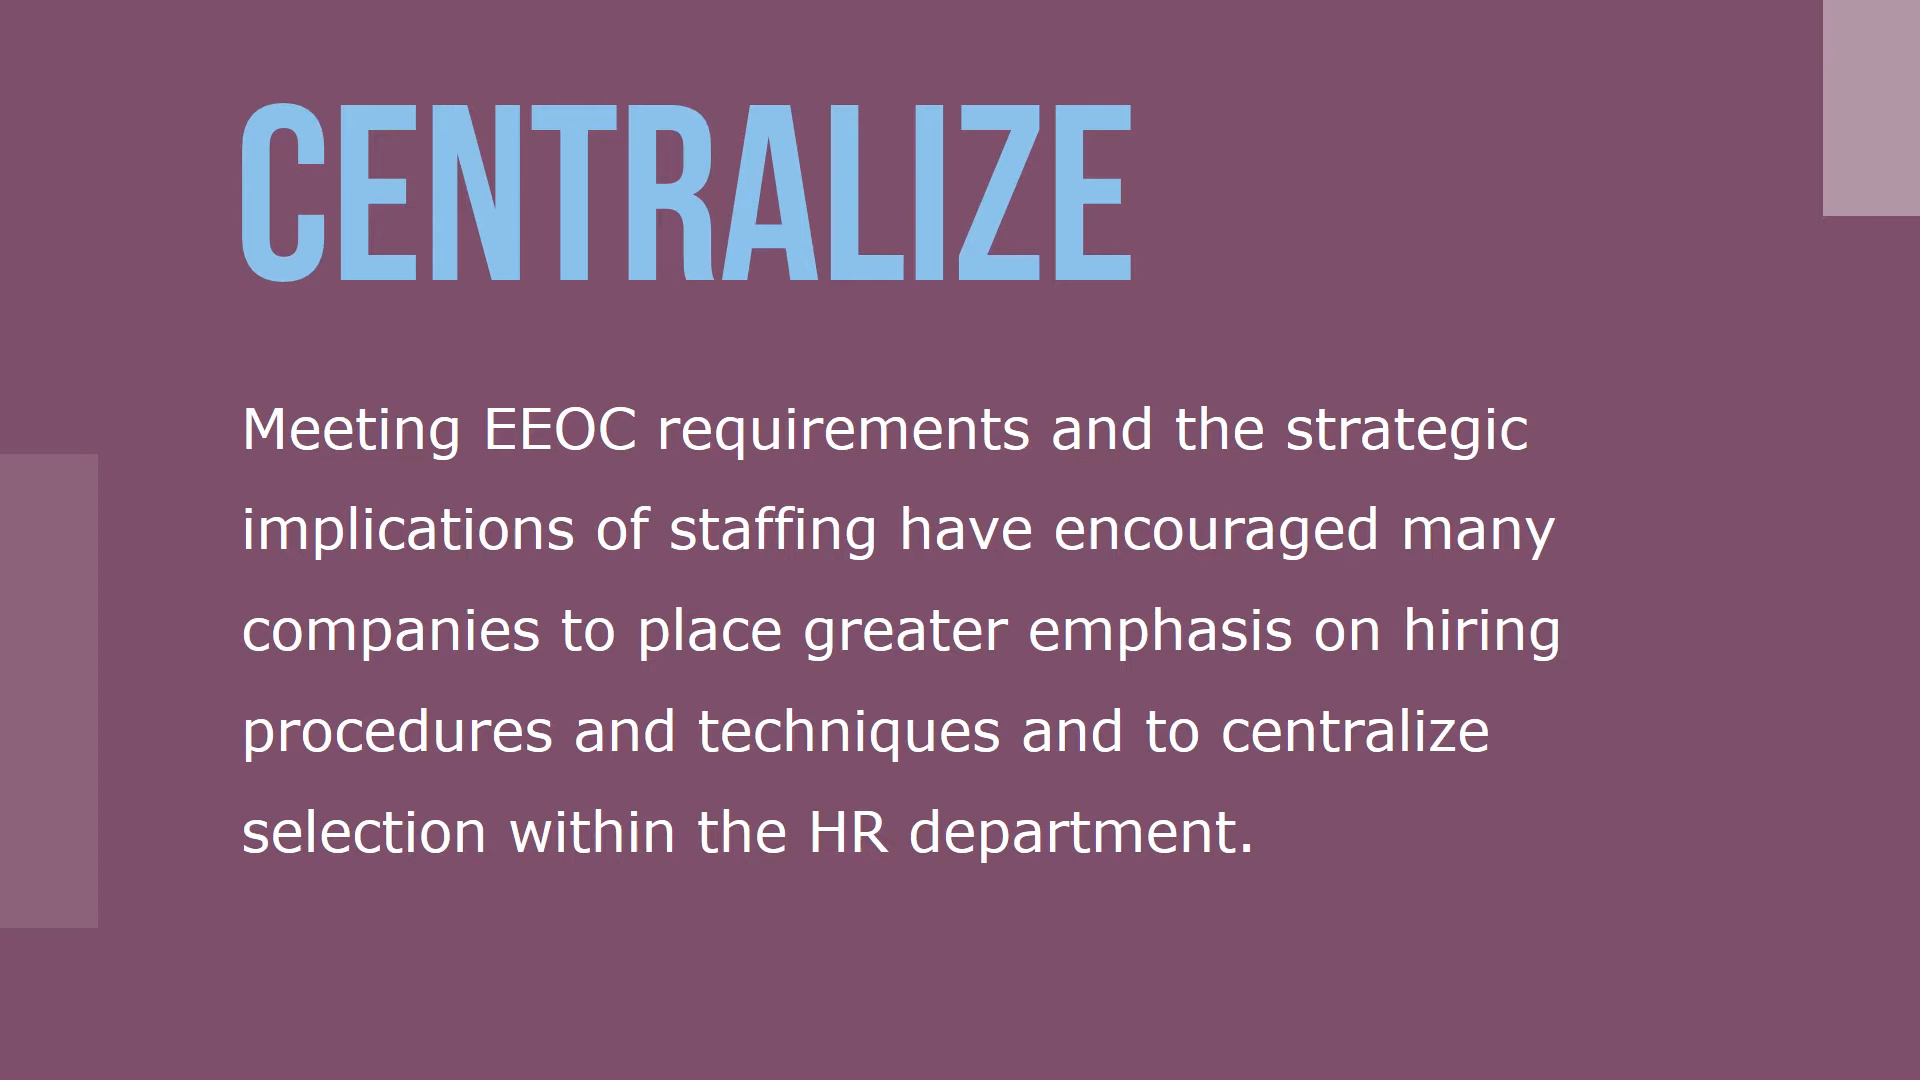 CENTRALIZE
Meeting EEOC requirements and the strategic
implications of staffing have encouraged many
companies to place greater emphasis on hiring
procedures and techniques and to centralize
selection within the HR department.